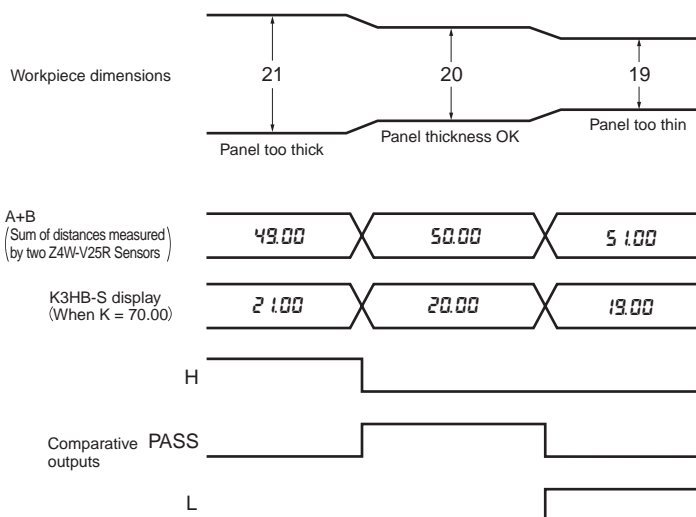 Workpiece dimensions
21
20
19
Panel too thick
Panel thickness OK
Panel too thin
A+B
(Sum of distances measured
by two Z4W-V25R Sensors)
49.00
50.00
51.00
K3HB-S display
(When K = 70.00)
21.00
20.00
19.00
H
Comparative
outputs
PASS
L